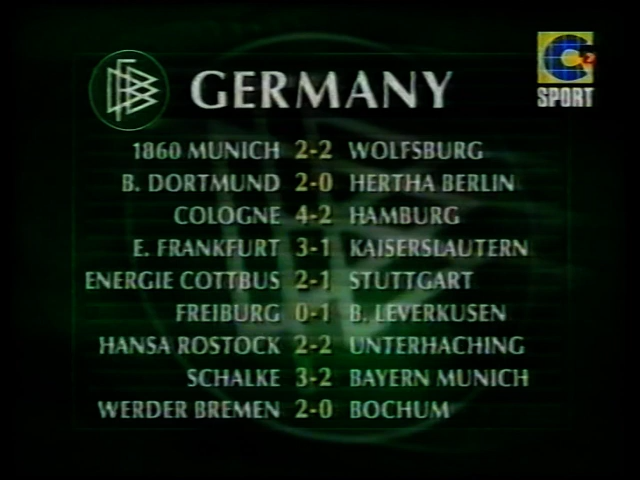 GERMANY
SPORT
1860 MUNICH 2-2 WOLFSBURG
B. DORTMUND 2-0 HERTHA BERLIN
COLOGNE 4-2 HAMBURG
E. FRANKFURT 3-1 KAISERSLAUTERN
ENERGIE COTTBUS 2-1 STUTTGART
FREIBURG 0-1 B. LEVERKUSEN
HANSA ROSTOCK 2-2 UNTERHACHING
SCHALKE 3-2 BAYERN MUNICH
WERDER BREMEN 2-0 BOCHUM